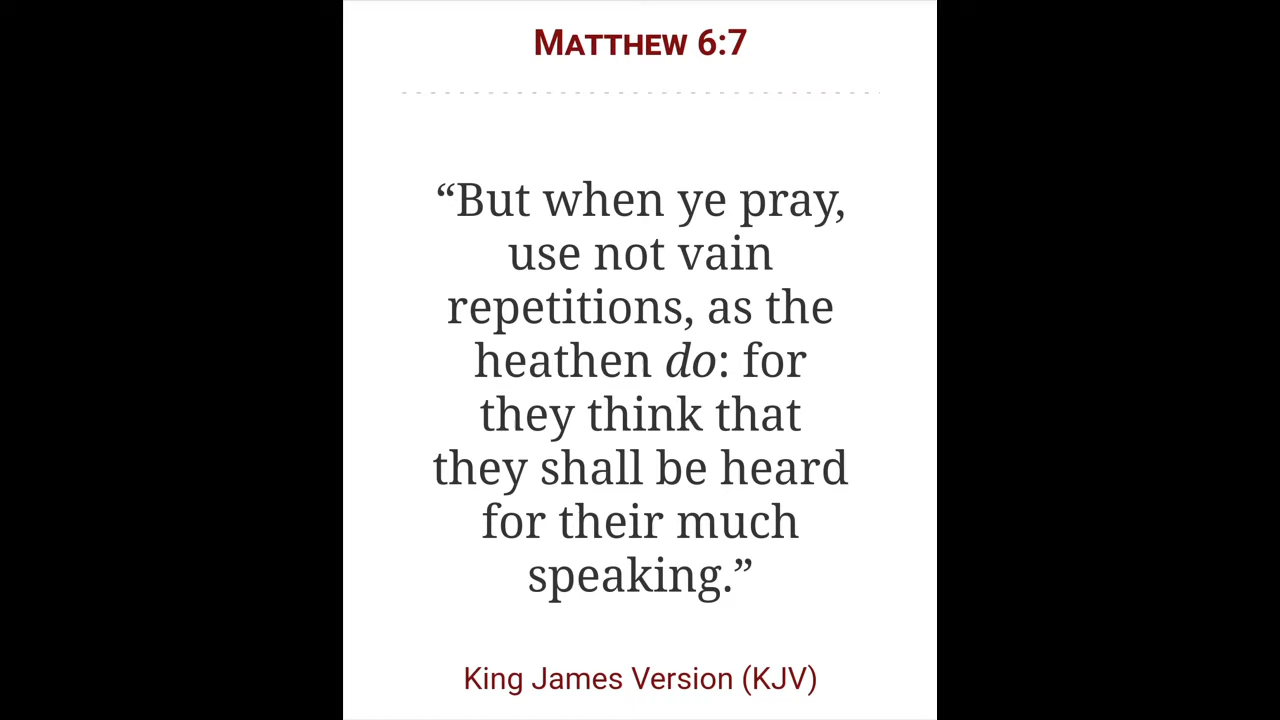 Matthew 6:7
“But when ye pray,
use not vain
repetitions, as the
heathen do: for
they think that
they shall be heard
for their much
speaking.”
King James Version (KJV)